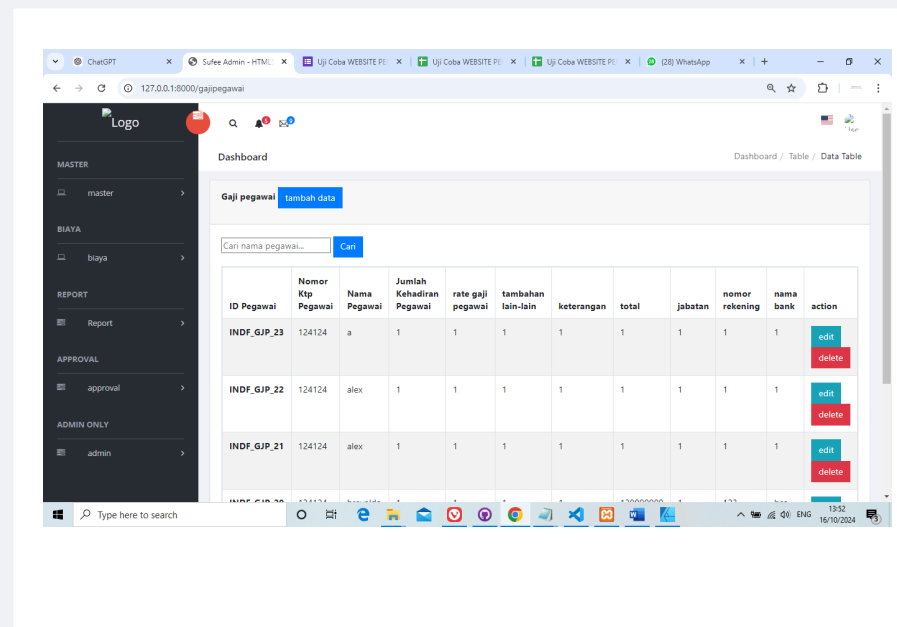 ChatGPT
Sufee Admin - HTML
Uji Coba WEBSITE PE
Uji Coba WEBSITE PE
Uji Coba WEBSITE PE
(28) WhatsApp
127.0.0.1:8000/gajipegawai
Logo
Dashboard
Dashboard / Table / Data Table
MASTER
master
BIAYA
biaya
REPORT
Report
APPROVAL
approval
ADMIN ONLY
admin
Gaji pegawai tambah data
Cari nama pegawai... Cari
ID Pegawai Nomor Ktp Pegawai Nama Pegawai Jumlah Kehadiran Pegawai rate gaji pegawai tambahan lain-lain keterangan total jabatan nomor rekening nama bank action
INDF_GJP_23 124124 a 1 1 1 1 1 1 1 1 edit
delete
INDF_GJP_22 124124 alex 1 1 1 1 1 1 1 1 edit
delete
INDF_GJP_21 124124 alex 1 1 1 1 1 1 1 1 edit
delete
Type here to search
ENG
13:52
16/10/2024